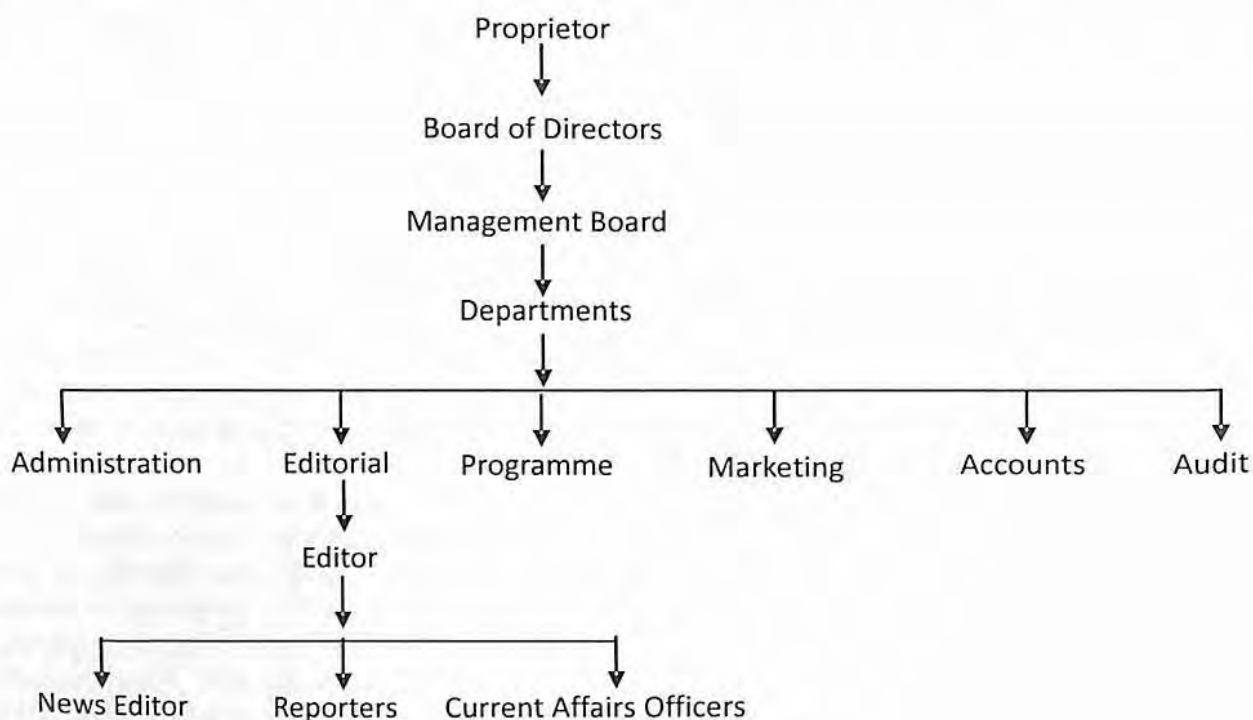 Proprietor
Board of Directors
Management Board
Departments
Administration Editorial Programme Marketing Accounts Audit
Editor
News Editor Reporters Current Affairs Officers